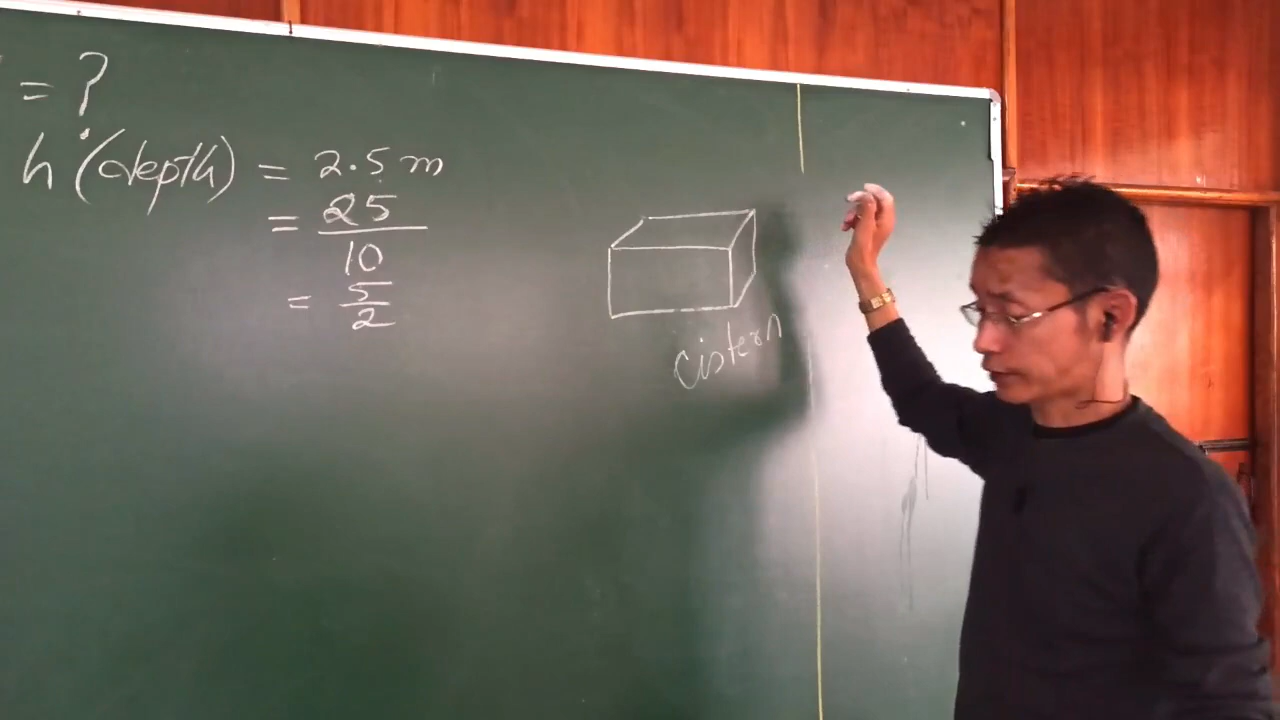 = ?
h (depth) = 2.5 m
= 25/10
= 5/2
cistern